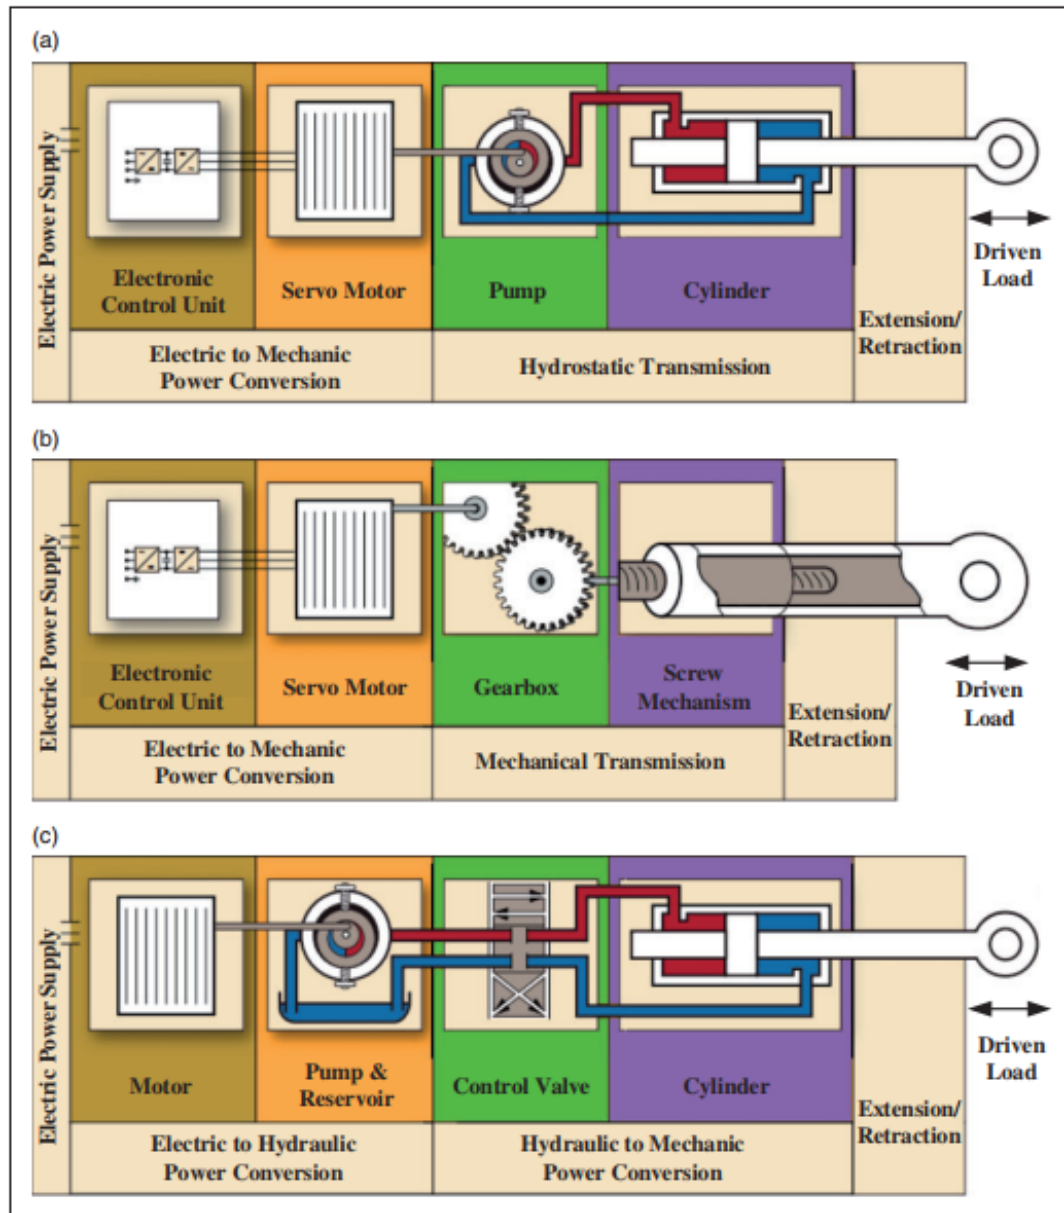 (a)
Electric Power Supply
Electronic
Control Unit
Servo Motor
Pump
Cylinder
Extension/
Retraction
Driven
Load
Electric to Mechanic
Power Conversion
Hydrostatic Transmission
(b)
Electric Power Supply
Electronic
Control Unit
Servo Motor
Gearbox
Screw
Mechanism
Extension/
Retraction
Driven
Load
Electric to Mechanic
Power Conversion
Mechanical Transmission
(c)
Electric Power Supply
Motor
Pump &
Reservoir
Control Valve
Cylinder
Extension/
Retraction
Driven
Load
Electric to Hydraulic
Power Conversion
Hydraulic to Mechanic
Power Conversion